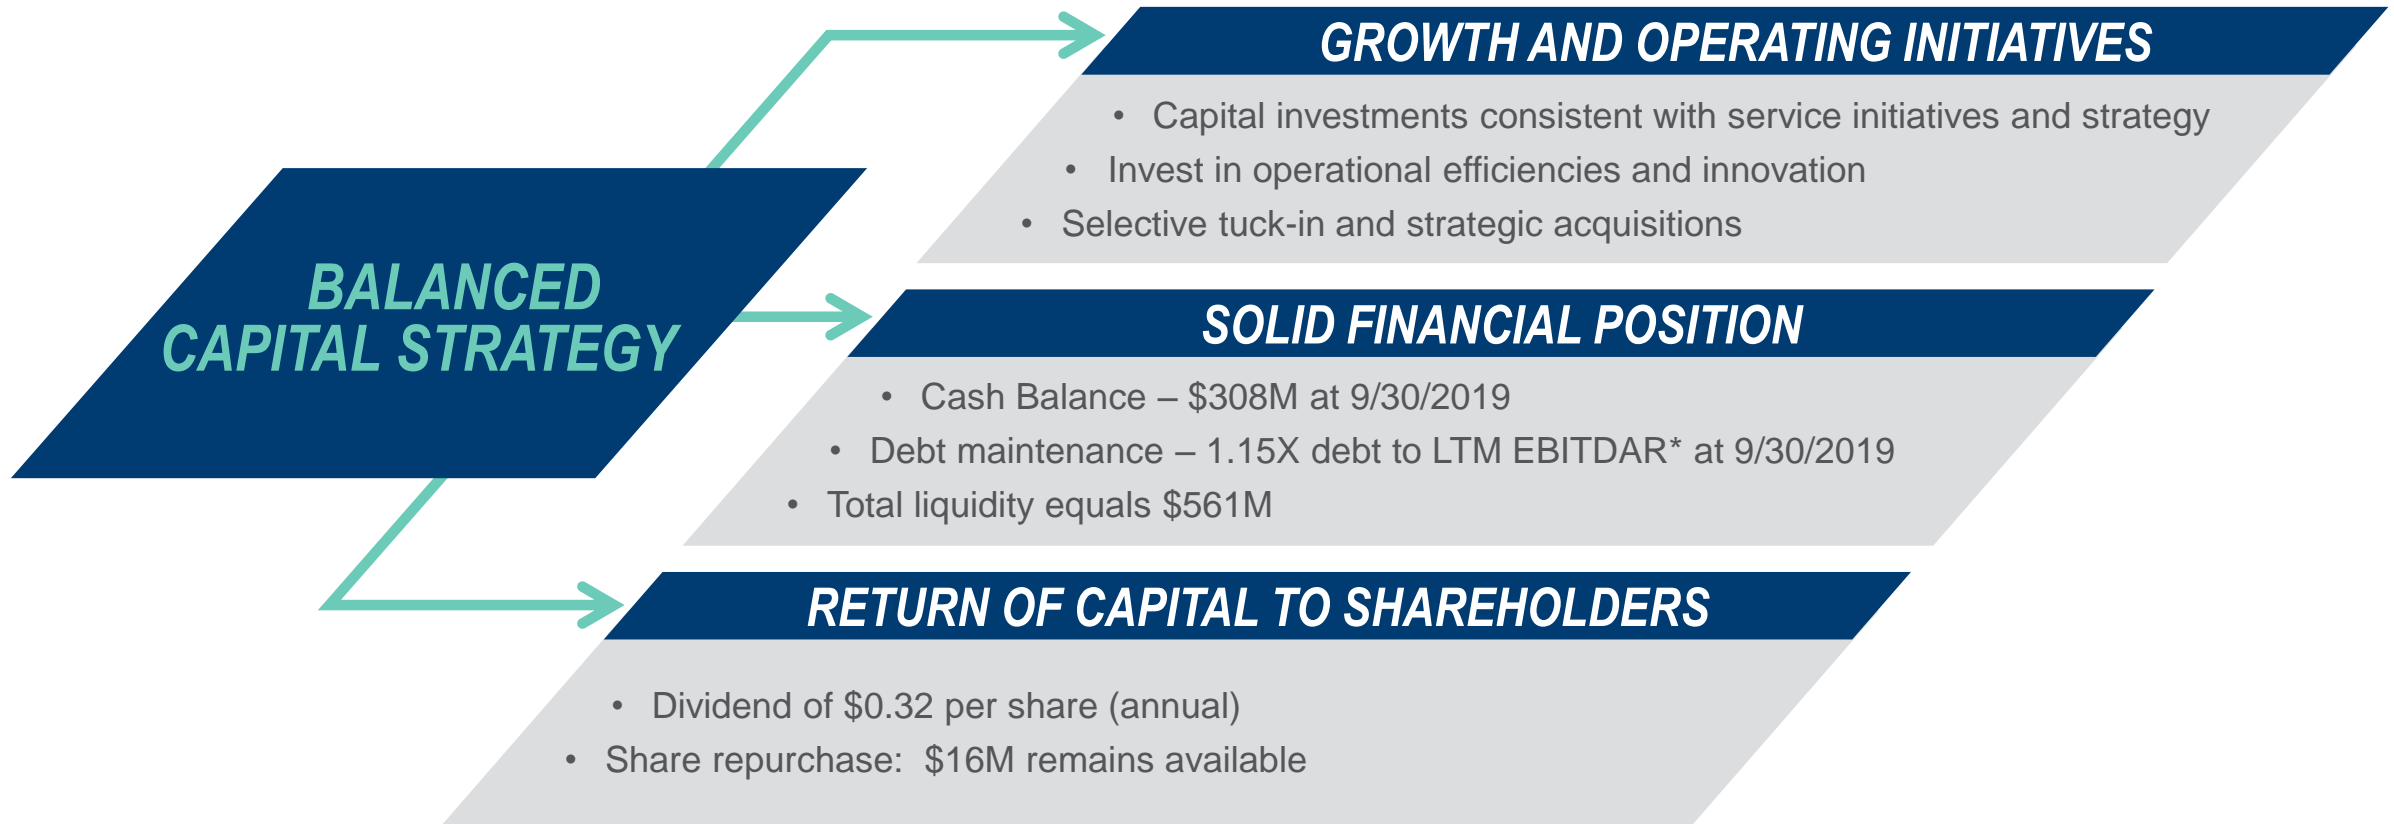 BALANCED
CAPITAL STRATEGY
GROWTH AND OPERATING INITIATIVES
• Capital investments consistent with service initiatives and strategy
• Invest in operational efficiencies and innovation
• Selective tuck-in and strategic acquisitions
SOLID FINANCIAL POSITION
• Cash Balance – $308M at 9/30/2019
• Debt maintenance – 1.15X debt to LTM EBITDAR* at 9/30/2019
• Total liquidity equals $561M
RETURN OF CAPITAL TO SHAREHOLDERS
• Dividend of $0.32 per share (annual)
• Share repurchase:  $16M remains available